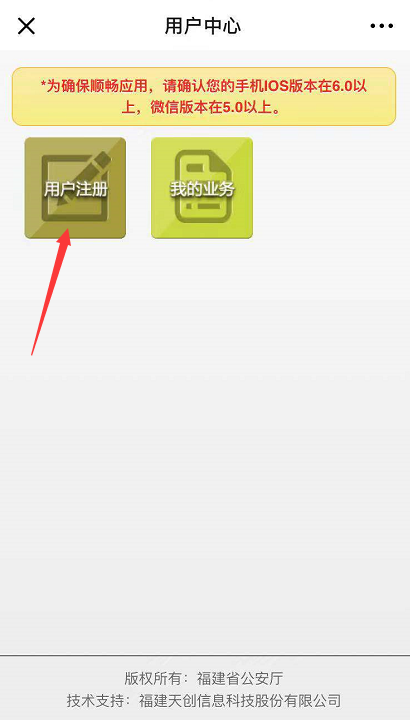 用户中心
*为确保顺畅应用，请确认您的手机IOS版本在6.0以
上，微信版本在5.0以上。
用户注册
我的业务
版权所有：福建省公安厅
技术支持：福建天创信息科技股份有限公司